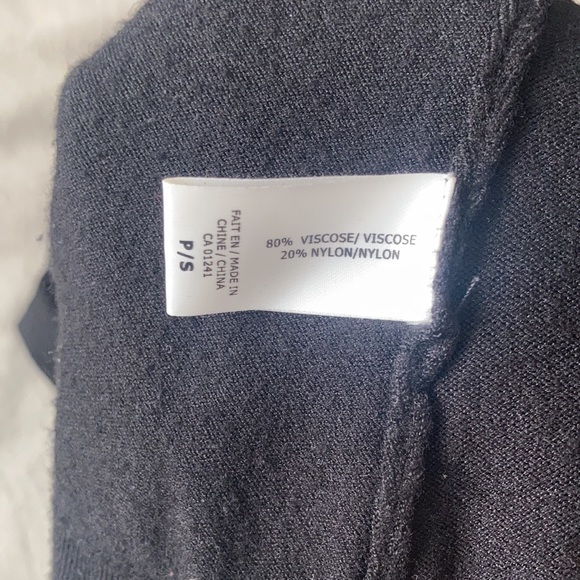 80% VISCOSE/ VISCOSE
20% NYLON/NYLON
FAIT EN / MADE IN
CHINE / CHINA
CA 01241
P/S